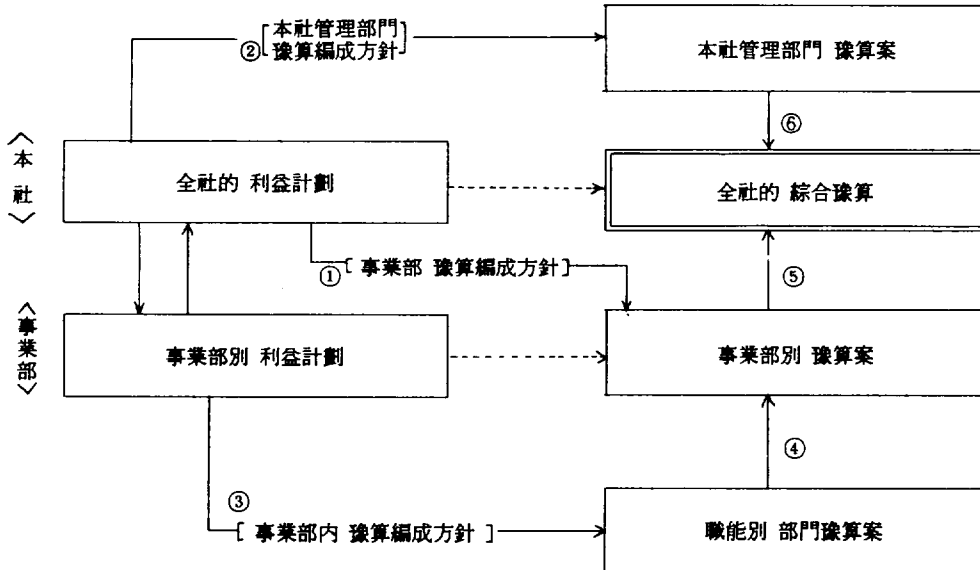 ②[本社管理部門
豫算編成方針]
本社管理部門 豫算案
⑥
〈本社〉
全社的 利益計劃
全社的 綜合豫算
①[ 事業部 豫算編成方針]
⑤
〈事業部〉
事業部別 利益計劃
事業部別 豫算案
④
③
[ 事業部内 豫算編成方針 ]
職能別 部門豫算案